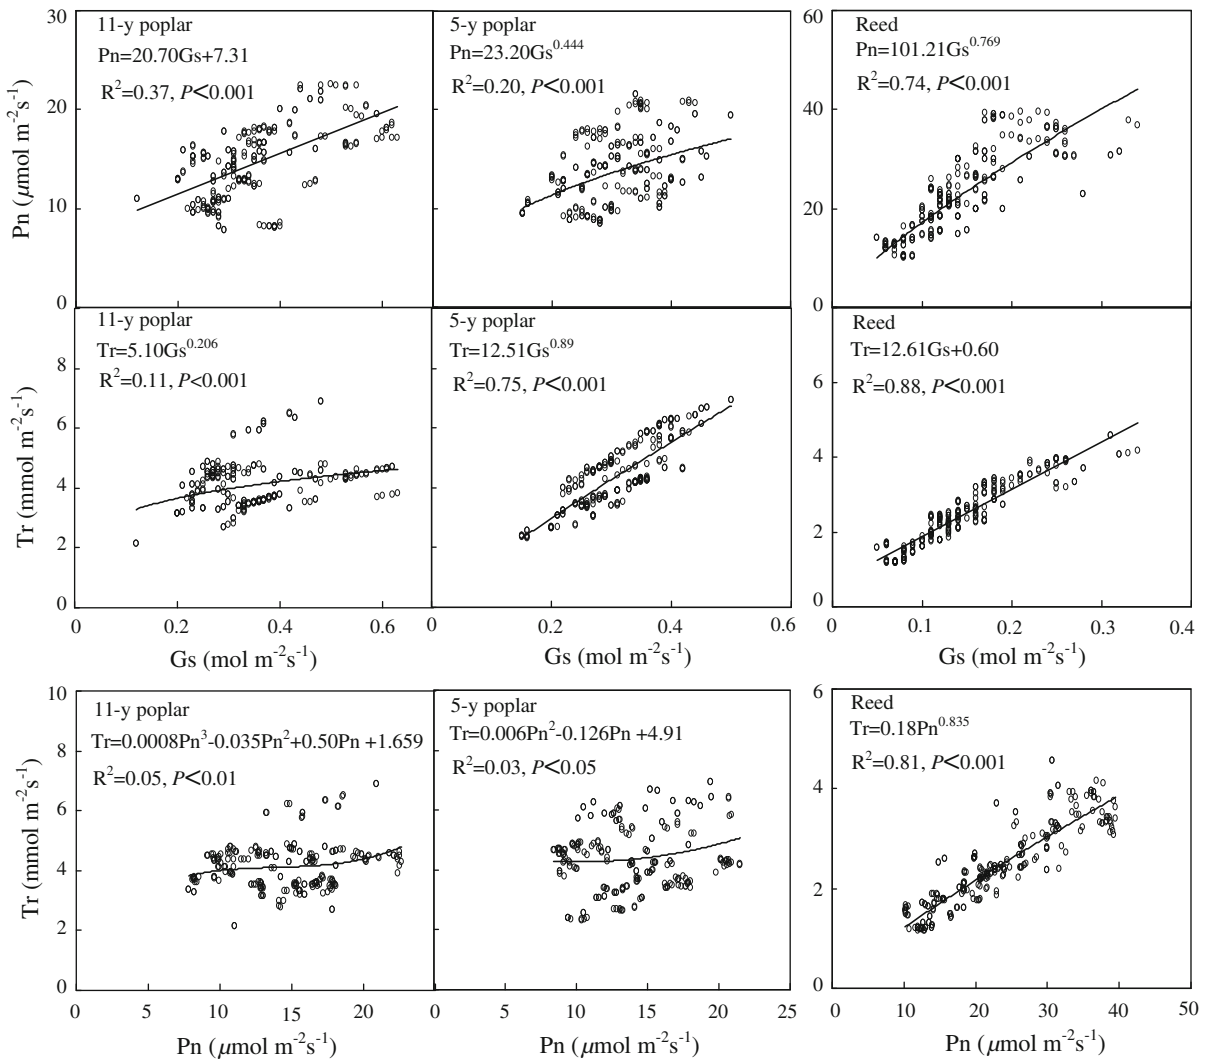 Pn (μmol m⁻²s⁻¹)
30
20
10
0
11-y poplar
Pn=20.70Gs+7.31
R²=0.37, P<0.001
5-y poplar
Pn=23.20Gs⁰·⁴⁴⁴
R²=0.20, P<0.001
60
40
20
0
Reed
Pn=101.21Gs⁰·⁷⁶⁹
R²=0.74, P<0.001
Tr (mmol m⁻²s⁻¹)
8
6
4
2
0
11-y poplar
Tr=5.10Gs⁰·²⁰⁶
R²=0.11, P<0.001
5-y poplar
Tr=12.51Gs⁰·⁸⁹
R²=0.75, P<0.001
6
4
2
0
Reed
Tr=12.61Gs+0.60
R²=0.88, P<0.001
0 0.2 0.4 0.6
Gs (mol m⁻²s⁻¹)
0 0.2 0.4 0.6
Gs (mol m⁻²s⁻¹)
0 0.1 0.2 0.3 0.4
Gs (mol m⁻²s⁻¹)
Tr (mmol m⁻²s⁻¹)
10
8
6
4
2
0
11-y poplar
Tr=0.0008Pn³-0.035Pn²+0.50Pn +1.659
R²=0.05, P<0.01
5-y poplar
Tr=0.006Pn²-0.126Pn +4.91
R²=0.03, P<0.05
6
4
2
0
Reed
Tr=0.18Pn⁰·⁸³⁵
R²=0.81, P<0.001
0 5 10 15 20
Pn (μmol m⁻²s⁻¹)
0 5 10 15 20 25
Pn (μmol m⁻²s⁻¹)
0 10 20 30 40 50
Pn (μmol m⁻²s⁻¹)